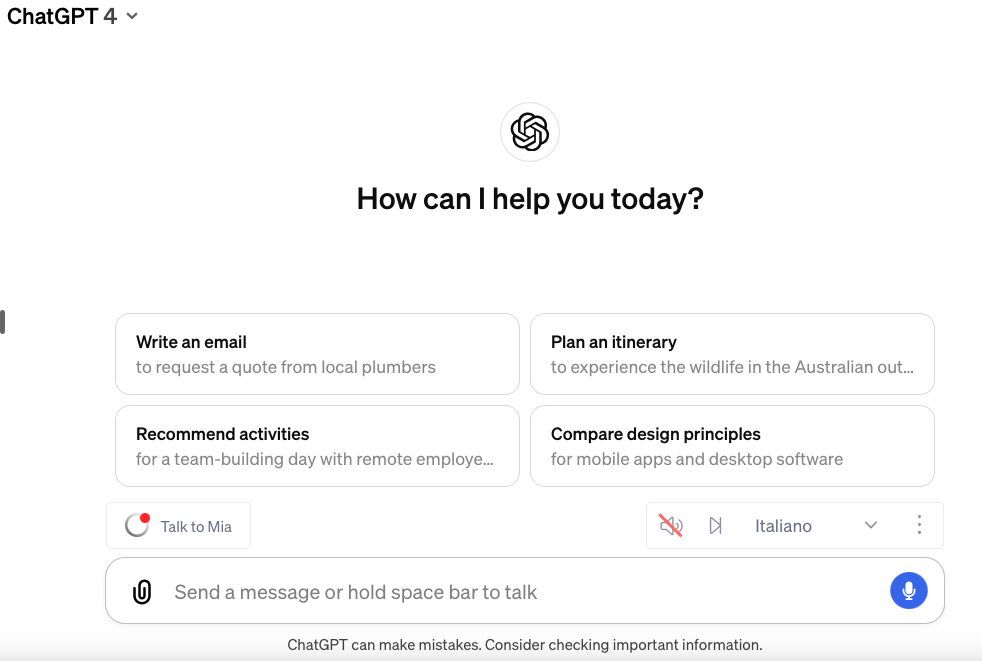 ChatGPT 4
How can I help you today?
Write an email
to request a quote from local plumbers
Plan an itinerary
to experience the wildlife in the Australian out...
Recommend activities
for a team-building day with remote employe...
Compare design principles
for mobile apps and desktop software
Talk to Mia
Italiano
Send a message or hold space bar to talk
ChatGPT can make mistakes. Consider checking important information.